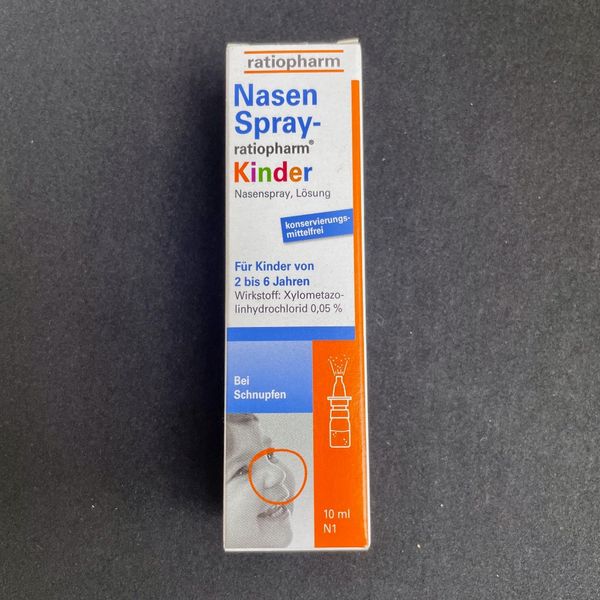 ratiopharm
Nasen
Spray-
ratiopharm®
Kinder
Nasenspray, Lösung
konservierungs-
mittelfrei
Für Kinder von
2 bis 6 Jahren
Wirkstoff: Xylometazo-
linhydrochlorid 0,05 %
Bei
Schnupfen
10 ml
N1